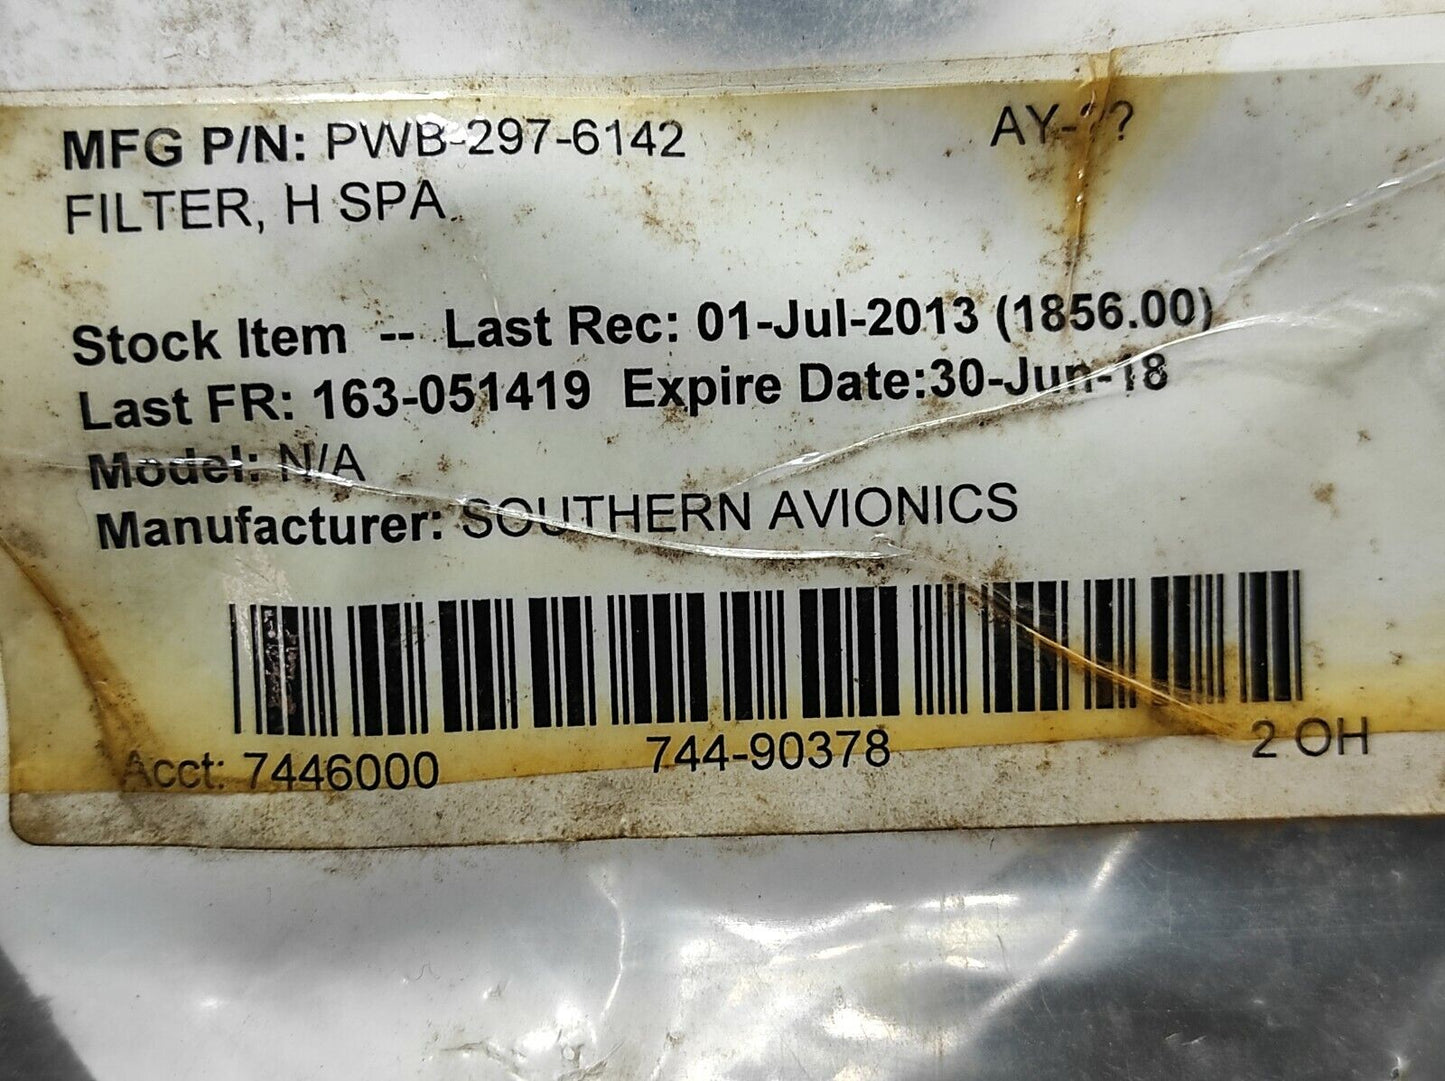 MFG P/N: PWB-297-6142
FILTER, H SPA
Stock Item -- Last Rec: 01-Jul-2013 (1856.00)
Last FR: 163-051419 Expire Date:30-Jun-18
Model: N/A
Manufacturer: SOUTHERN AVIONICS
Acct: 7446000 744-90378 2 OH